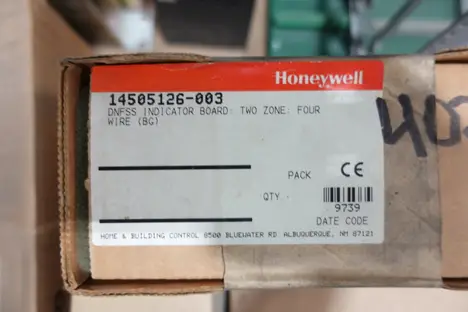 Honeywell
14505126-003
DNFSS INDICATOR BOARD: TWO ZONE: FOUR
WIRE (BG)
PACK CE
QTY
9739
DATE CODE
HOME & BUILDING CONTROL 8500 BLUEWATER RD ALBUQUERQUE, NM 87121